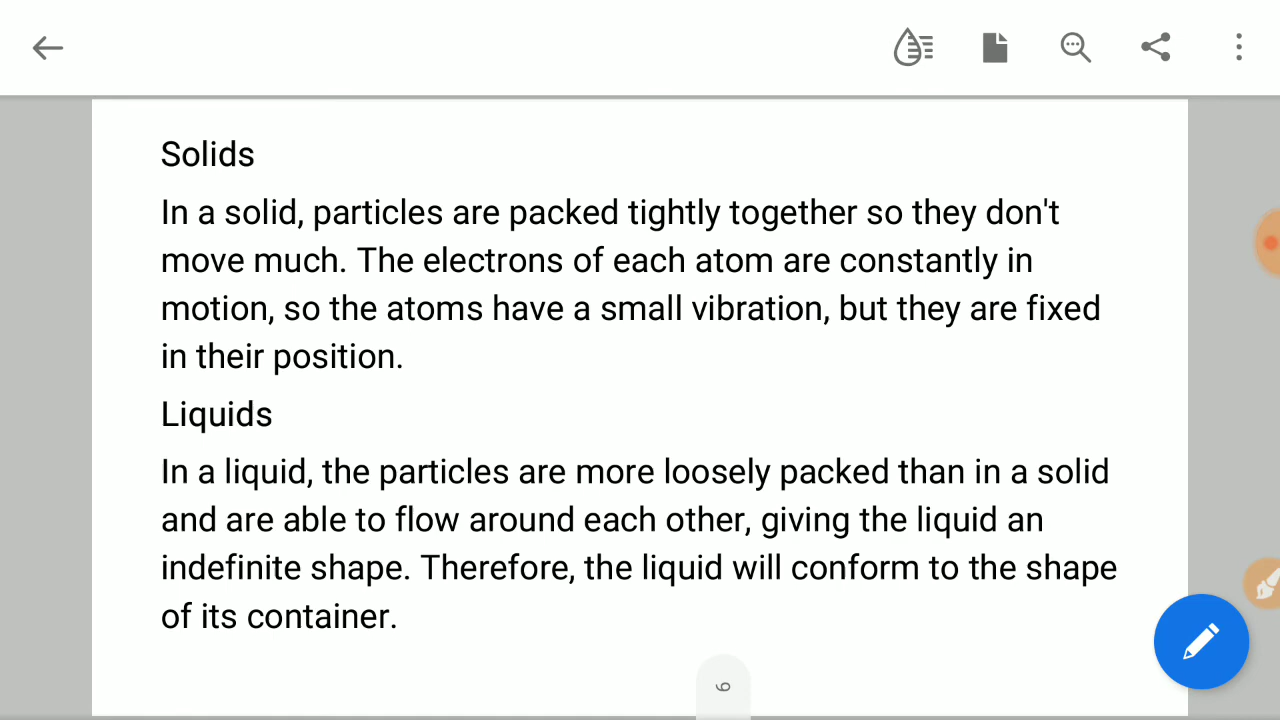 Solids
In a solid, particles are packed tightly together so they don't
move much. The electrons of each atom are constantly in
motion, so the atoms have a small vibration, but they are fixed
in their position.
Liquids
In a liquid, the particles are more loosely packed than in a solid
and are able to flow around each other, giving the liquid an
indefinite shape. Therefore, the liquid will conform to the shape
of its container.